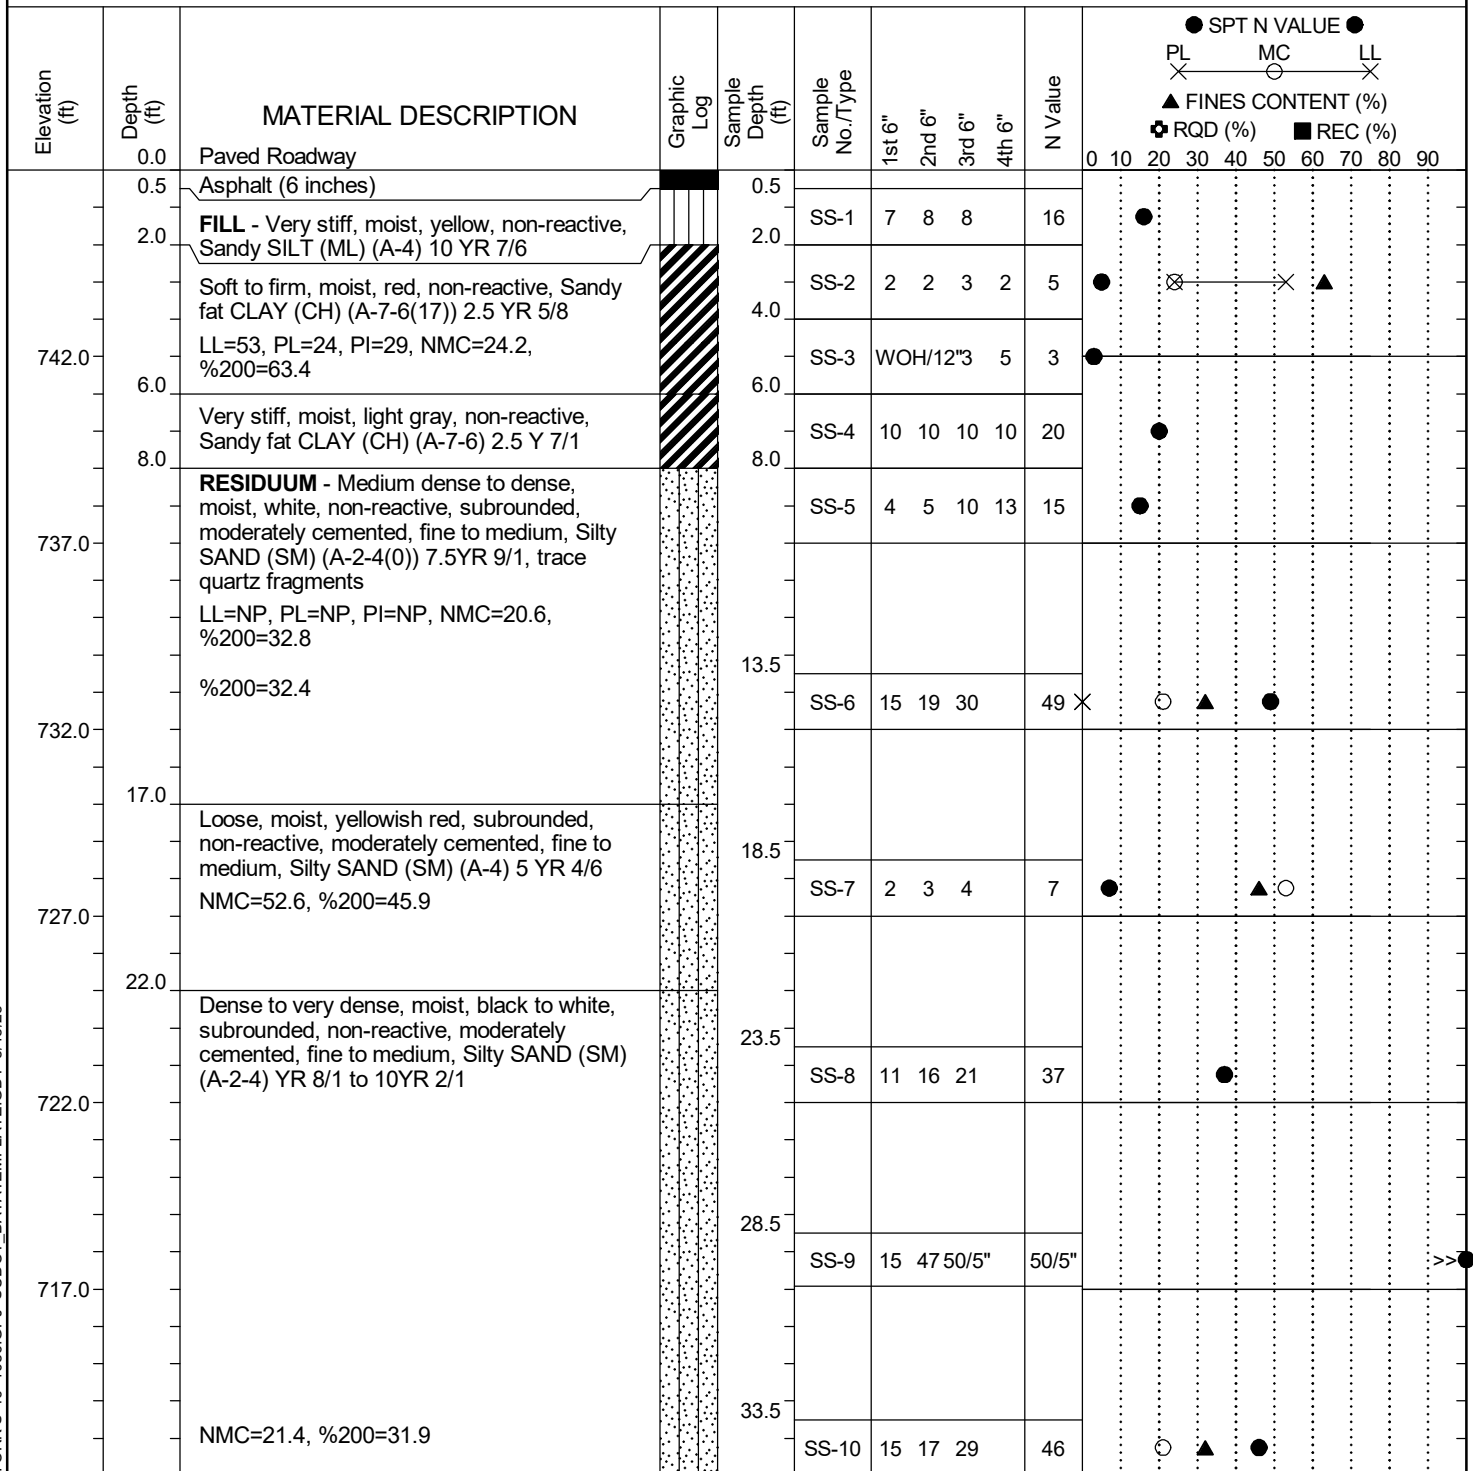 ● SPT N VALUE ●
PL MC LL
▲ FINES CONTENT (%)
RQD (%) ■ REC (%)
0 10 20 30 40 50 60 70 80 90
Elevation (ft)
Depth (ft)
MATERIAL DESCRIPTION
Graphic Log
Sample Depth (ft)
Sample No./Type
1st 6"
2nd 6"
3rd 6"
4th 6"
N Value
0.0 Paved Roadway
0.5 Asphalt (6 inches) 0.5
FILL - Very stiff, moist, yellow, non-reactive,
Sandy SILT (ML) (A-4) 10 YR 7/6
SS-1 7 8 8 16
2.0 2.0
Soft to firm, moist, red, non-reactive, Sandy
fat CLAY (CH) (A-7-6(17)) 2.5 YR 5/8
SS-2 2 2 3 2 5
4.0
LL=53, PL=24, PI=29, NMC=24.2,
%200=63.4
742.0 SS-3 WOH/12"3 5 3
6.0 6.0
Very stiff, moist, light gray, non-reactive,
Sandy fat CLAY (CH) (A-7-6) 2.5 Y 7/1
SS-4 10 10 10 10 20
8.0 8.0
RESIDUUM - Medium dense to dense,
moist, white, non-reactive, subrounded,
moderately cemented, fine to medium, Silty
SAND (SM) (A-2-4(0)) 7.5YR 9/1, trace
quartz fragments
SS-5 4 5 10 13 15
737.0
LL=NP, PL=NP, PI=NP, NMC=20.6,
%200=32.8
13.5
%200=32.4
SS-6 15 19 30 49
732.0
17.0
Loose, moist, yellowish red, subrounded,
non-reactive, moderately cemented, fine to
medium, Silty SAND (SM) (A-4) 5 YR 4/6
18.5
NMC=52.6, %200=45.9
SS-7 2 3 4 7
727.0
22.0
Dense to very dense, moist, black to white,
subrounded, non-reactive, moderately
cemented, fine to medium, Silty SAND (SM)
(A-2-4) YR 8/1 to 10YR 2/1
23.5
SS-8 11 16 21 37
722.0
28.5
SS-9 15 47 50/5" 50/5" >>
717.0
33.5
NMC=21.4, %200=31.9
SS-10 15 17 29 46